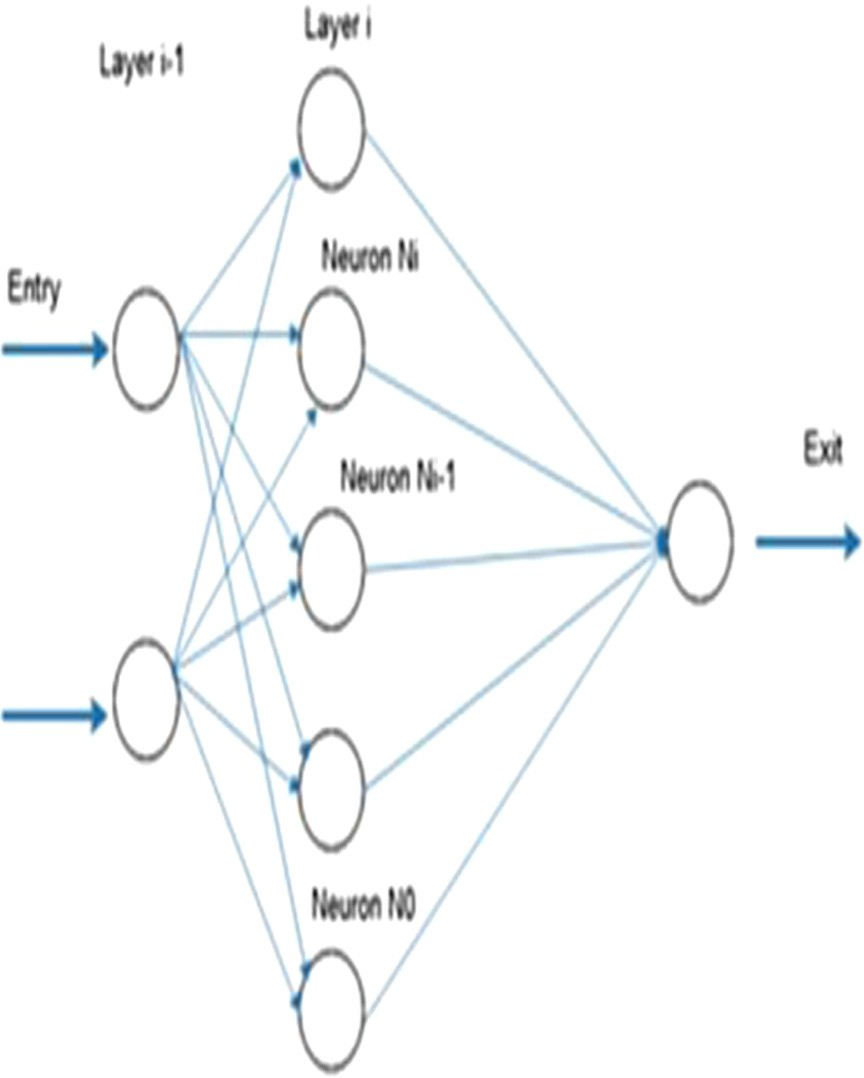 Layer i
Layer i-1
Neuron Ni
Entry
Exit
Neuron Ni-1
Neuron N0